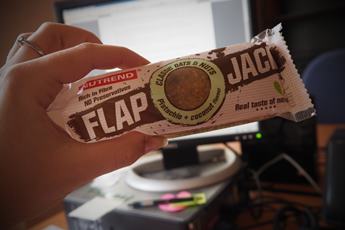 NUTREND
Rich in Fibre
NO Preservatives
FLAP
CLASSIC OATS & NUTS
Pistachio + coconut
JACK
Real taste of